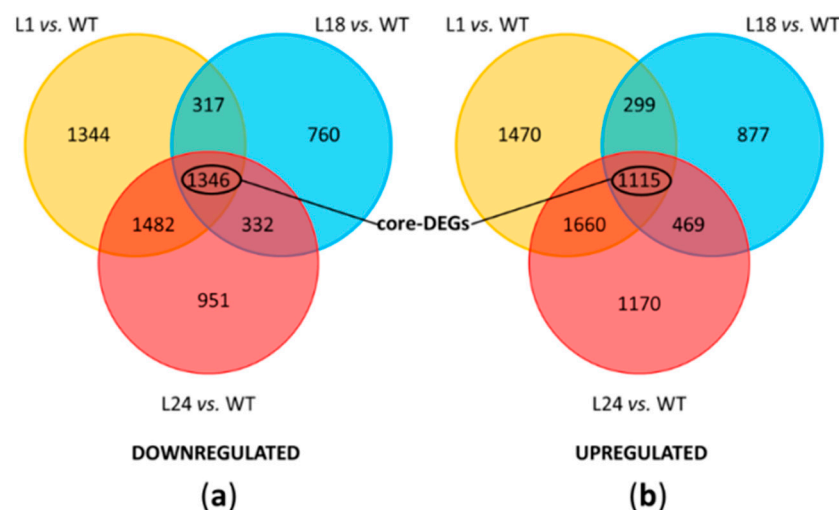 L1 vs. WT
L18 vs. WT
317
1344
760
1346
1482
332
951
L24 vs. WT
DOWNREGULATED
(a)
core-DEGs
L1 vs. WT
L18 vs. WT
299
1470
877
1115
1660
469
1170
L24 vs. WT
UPREGULATED
(b)